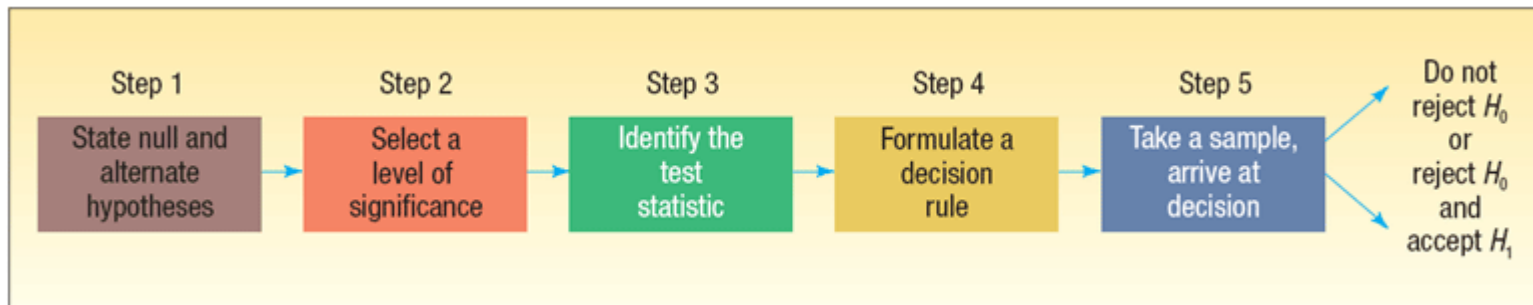 Step 1
State null and
alternate
hypotheses
Step 2
Select a
level of
significance
Step 3
Identify the
test
statistic
Step 4
Formulate a
decision
rule
Step 5
Take a sample,
arrive at
decision
Do not
reject H₀
or
reject H₀
and
accept H₁